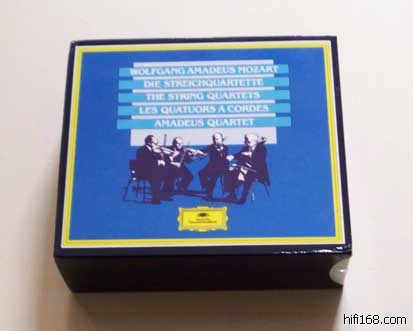 WOLFGANG AMADEUS MOZART
DIE STREICHQUARTETTE
THE STRING QUARTETS
LES QUATUORS A CORDES
AMADEUS QUARTET
hifi168.com